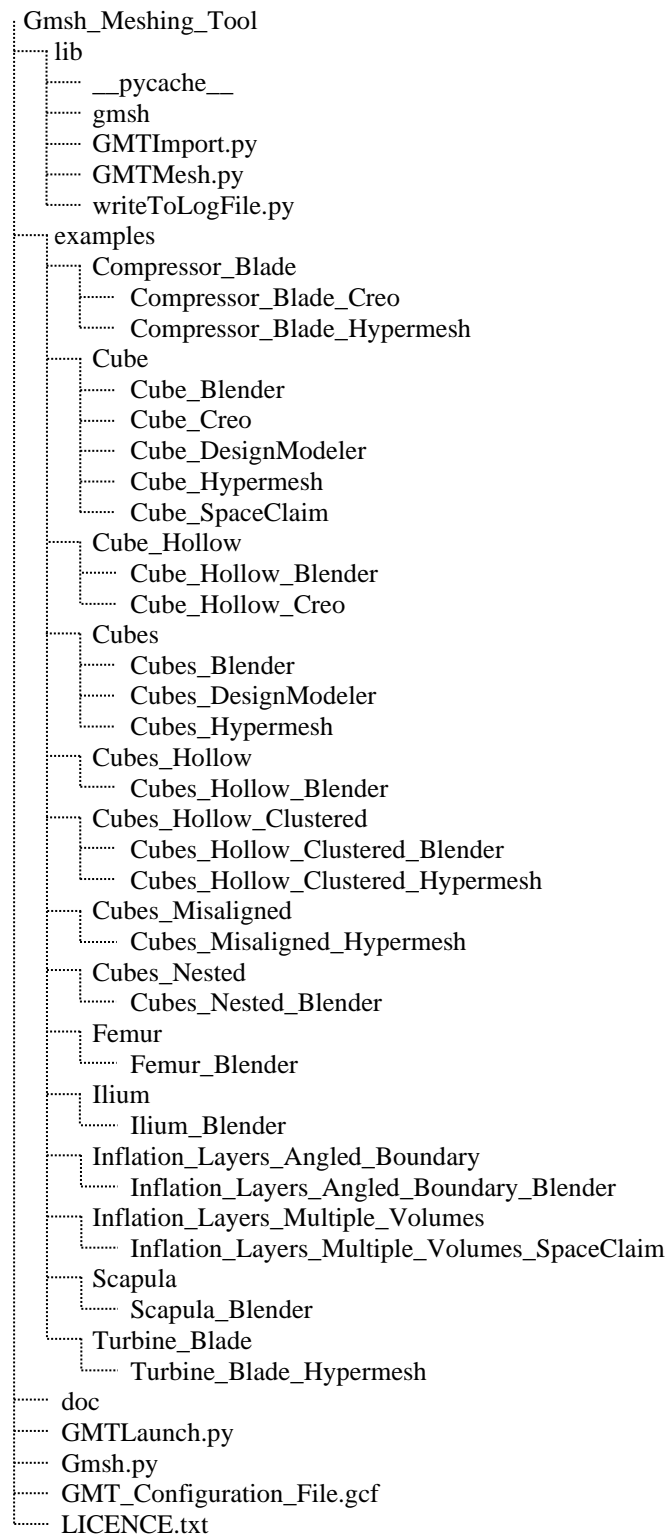 Gmsh_Meshing_Tool
lib
__pycache__
gmsh
GMTImport.py
GMTMesh.py
writeToLogFile.py
examples
Compressor_Blade
Compressor_Blade_Creo
Compressor_Blade_Hypermesh
Cube
Cube_Blender
Cube_Creo
Cube_DesignModeler
Cube_Hypermesh
Cube_SpaceClaim
Cube_Hollow
Cube_Hollow_Blender
Cube_Hollow_Creo
Cubes
Cubes_Blender
Cubes_DesignModeler
Cubes_Hypermesh
Cubes_Hollow
Cubes_Hollow_Blender
Cubes_Hollow_Clustered
Cubes_Hollow_Clustered_Blender
Cubes_Hollow_Clustered_Hypermesh
Cubes_Misaligned
Cubes_Misaligned_Hypermesh
Cubes_Nested
Cubes_Nested_Blender
Femur
Femur_Blender
Ilium
Ilium_Blender
Inflation_Layers_Angled_Boundary
Inflation_Layers_Angled_Boundary_Blender
Inflation_Layers_Multiple_Volumes
Inflation_Layers_Multiple_Volumes_SpaceClaim
Scapula
Scapula_Blender
Turbine_Blade
Turbine_Blade_Hypermesh
doc
GMTLaunch.py
Gmsh.py
GMT_Configuration_File.gcf
LICENCE.txt